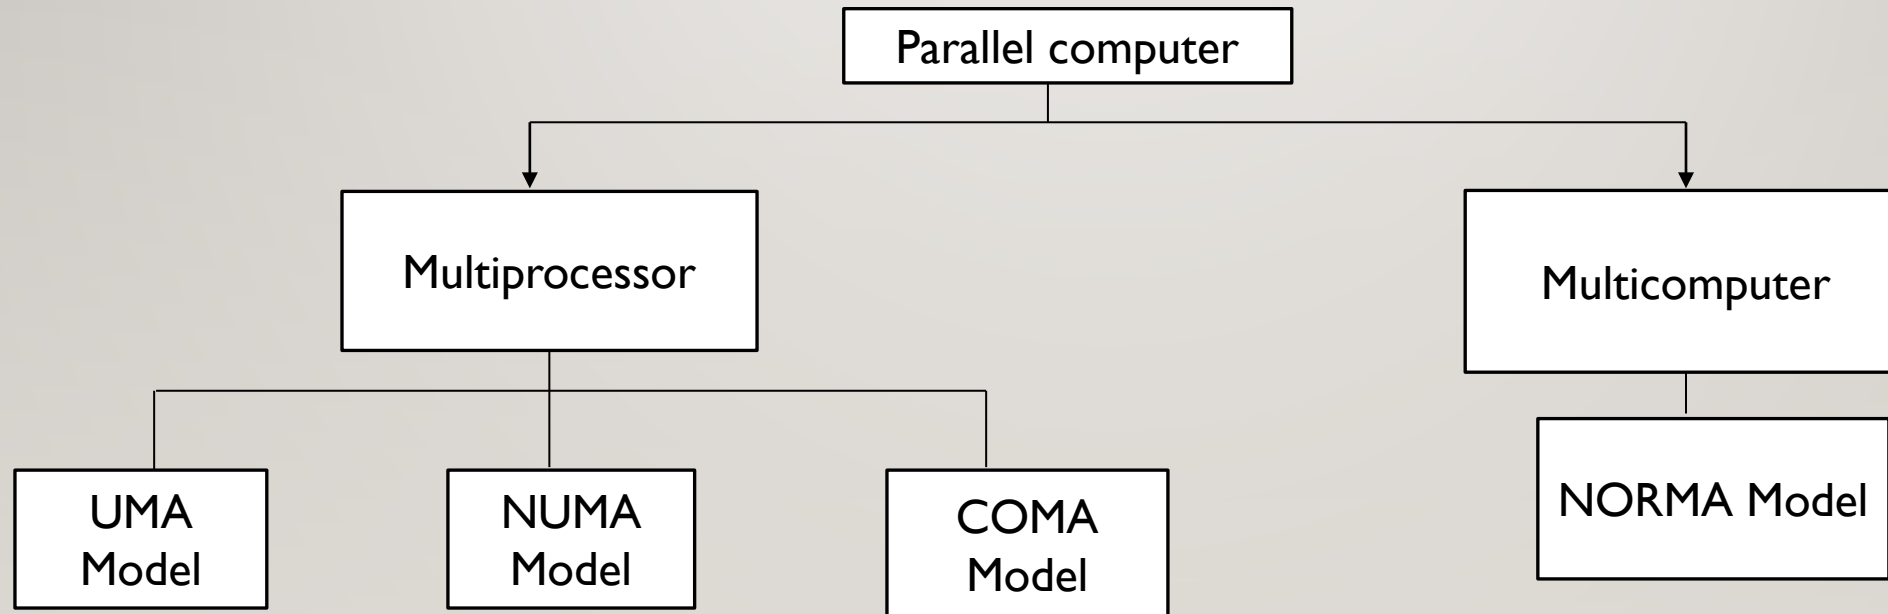 Parallel computer
Multiprocessor
Multicomputer
UMA
Model
NUMA
Model
COMA
Model
NORMA Model